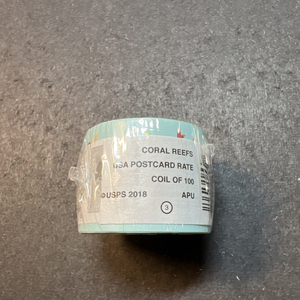 CORAL REEFS
USA POSTCARD RATE
COIL OF 100
©USPS 2018 APU
3